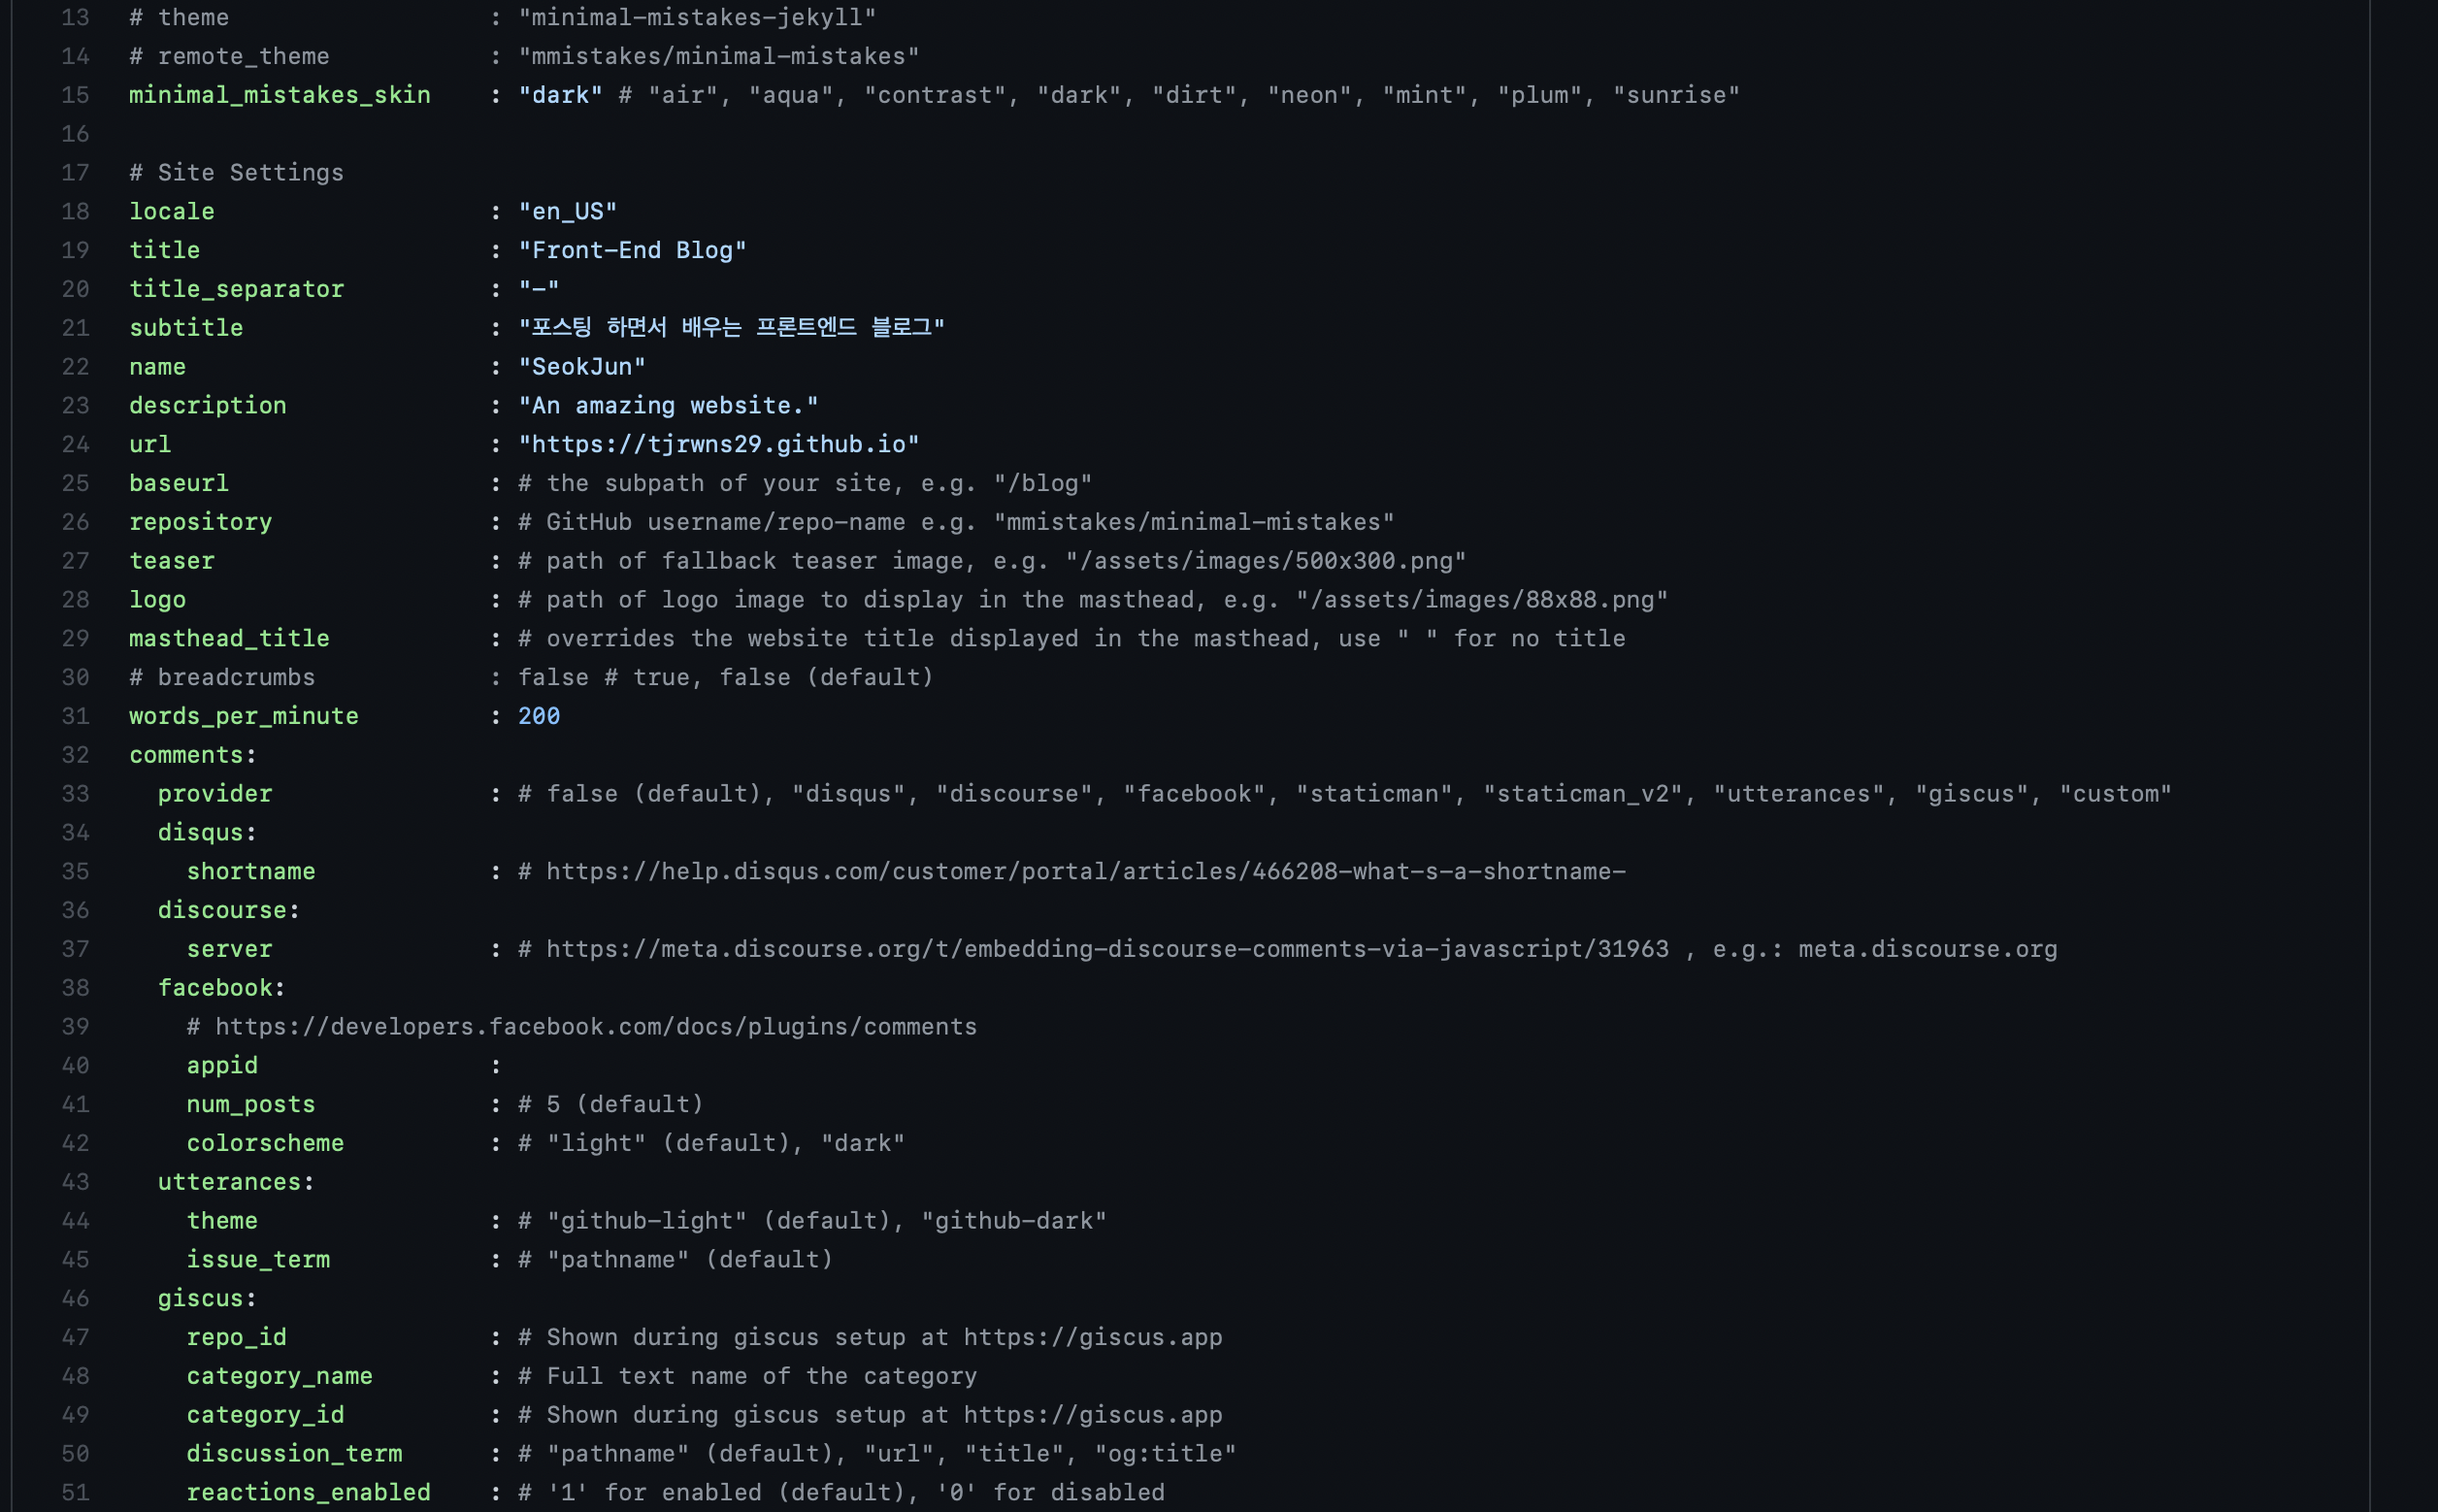 13 # theme : "minimal-mistakes-jekyll"
14 # remote_theme : "mmistakes/minimal-mistakes"
15 minimal_mistakes_skin : "dark" # "air", "aqua", "contrast", "dark", "dirt", "neon", "mint", "plum", "sunrise"
16
17 # Site Settings
18 locale : "en_US"
19 title : "Front-End Blog"
20 title_separator : "-"
21 subtitle : "포스팅 하면서 배우는 프론트엔드 블로그"
22 name : "SeokJun"
23 description : "An amazing website."
24 url : "https://tjrwns29.github.io"
25 baseurl : # the subpath of your site, e.g. "/blog"
26 repository : # GitHub username/repo-name e.g. "mmistakes/minimal-mistakes"
27 teaser : # path of fallback teaser image, e.g. "/assets/images/500x300.png"
28 logo : # path of logo image to display in the masthead, e.g. "/assets/images/88x88.png"
29 masthead_title : # overrides the website title displayed in the masthead, use " " for no title
30 # breadcrumbs : false # true, false (default)
31 words_per_minute : 200
32 comments:
33 provider : # false (default), "disqus", "discourse", "facebook", "staticman", "staticman_v2", "utterances", "giscus", "custom"
34 disqus:
35 shortname : # https://help.disqus.com/customer/portal/articles/466208-what-s-a-shortname-
36 discourse:
37 server : # https://meta.discourse.org/t/embedding-discourse-comments-via-javascript/31963 , e.g.: meta.discourse.org
38 facebook:
39 # https://developers.facebook.com/docs/plugins/comments
40 appid :
41 num_posts : # 5 (default)
42 colorscheme : # "light" (default), "dark"
43 utterances:
44 theme : # "github-light" (default), "github-dark"
45 issue_term : # "pathname" (default)
46 giscus:
47 repo_id : # Shown during giscus setup at https://giscus.app
48 category_name : # Full text name of the category
49 category_id : # Shown during giscus setup at https://giscus.app
50 discussion_term : # "pathname" (default), "url", "title", "og:title"
51 reactions_enabled : # '1' for enabled (default), '0' for disabled